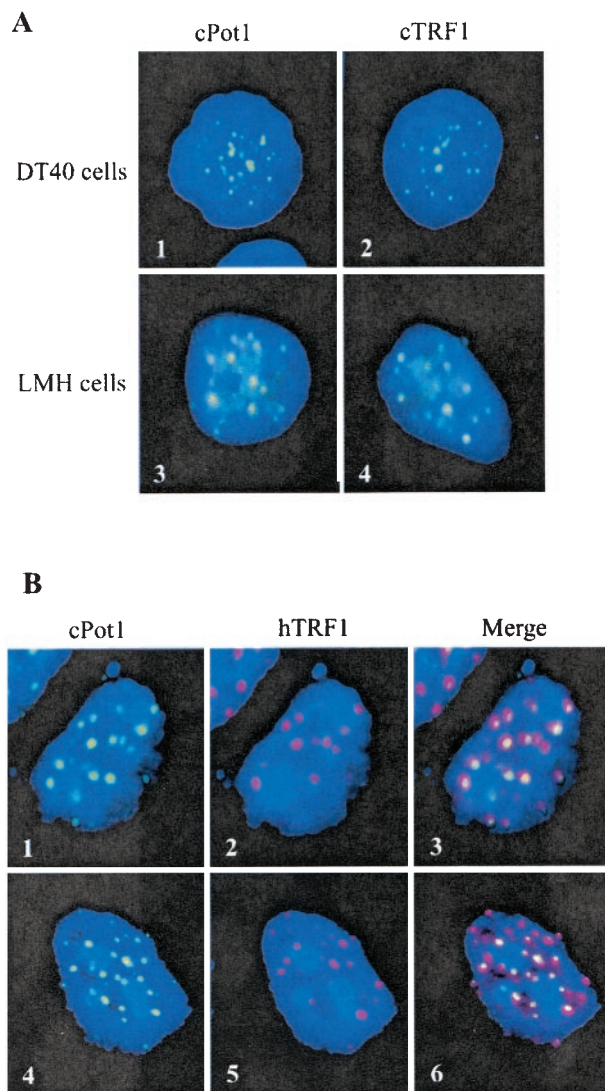 A
cPot1 cTRF1
DT40 cells
1 2
LMH cells
3 4
B
cPot1 hTRF1 Merge
1 2 3
4 5 6